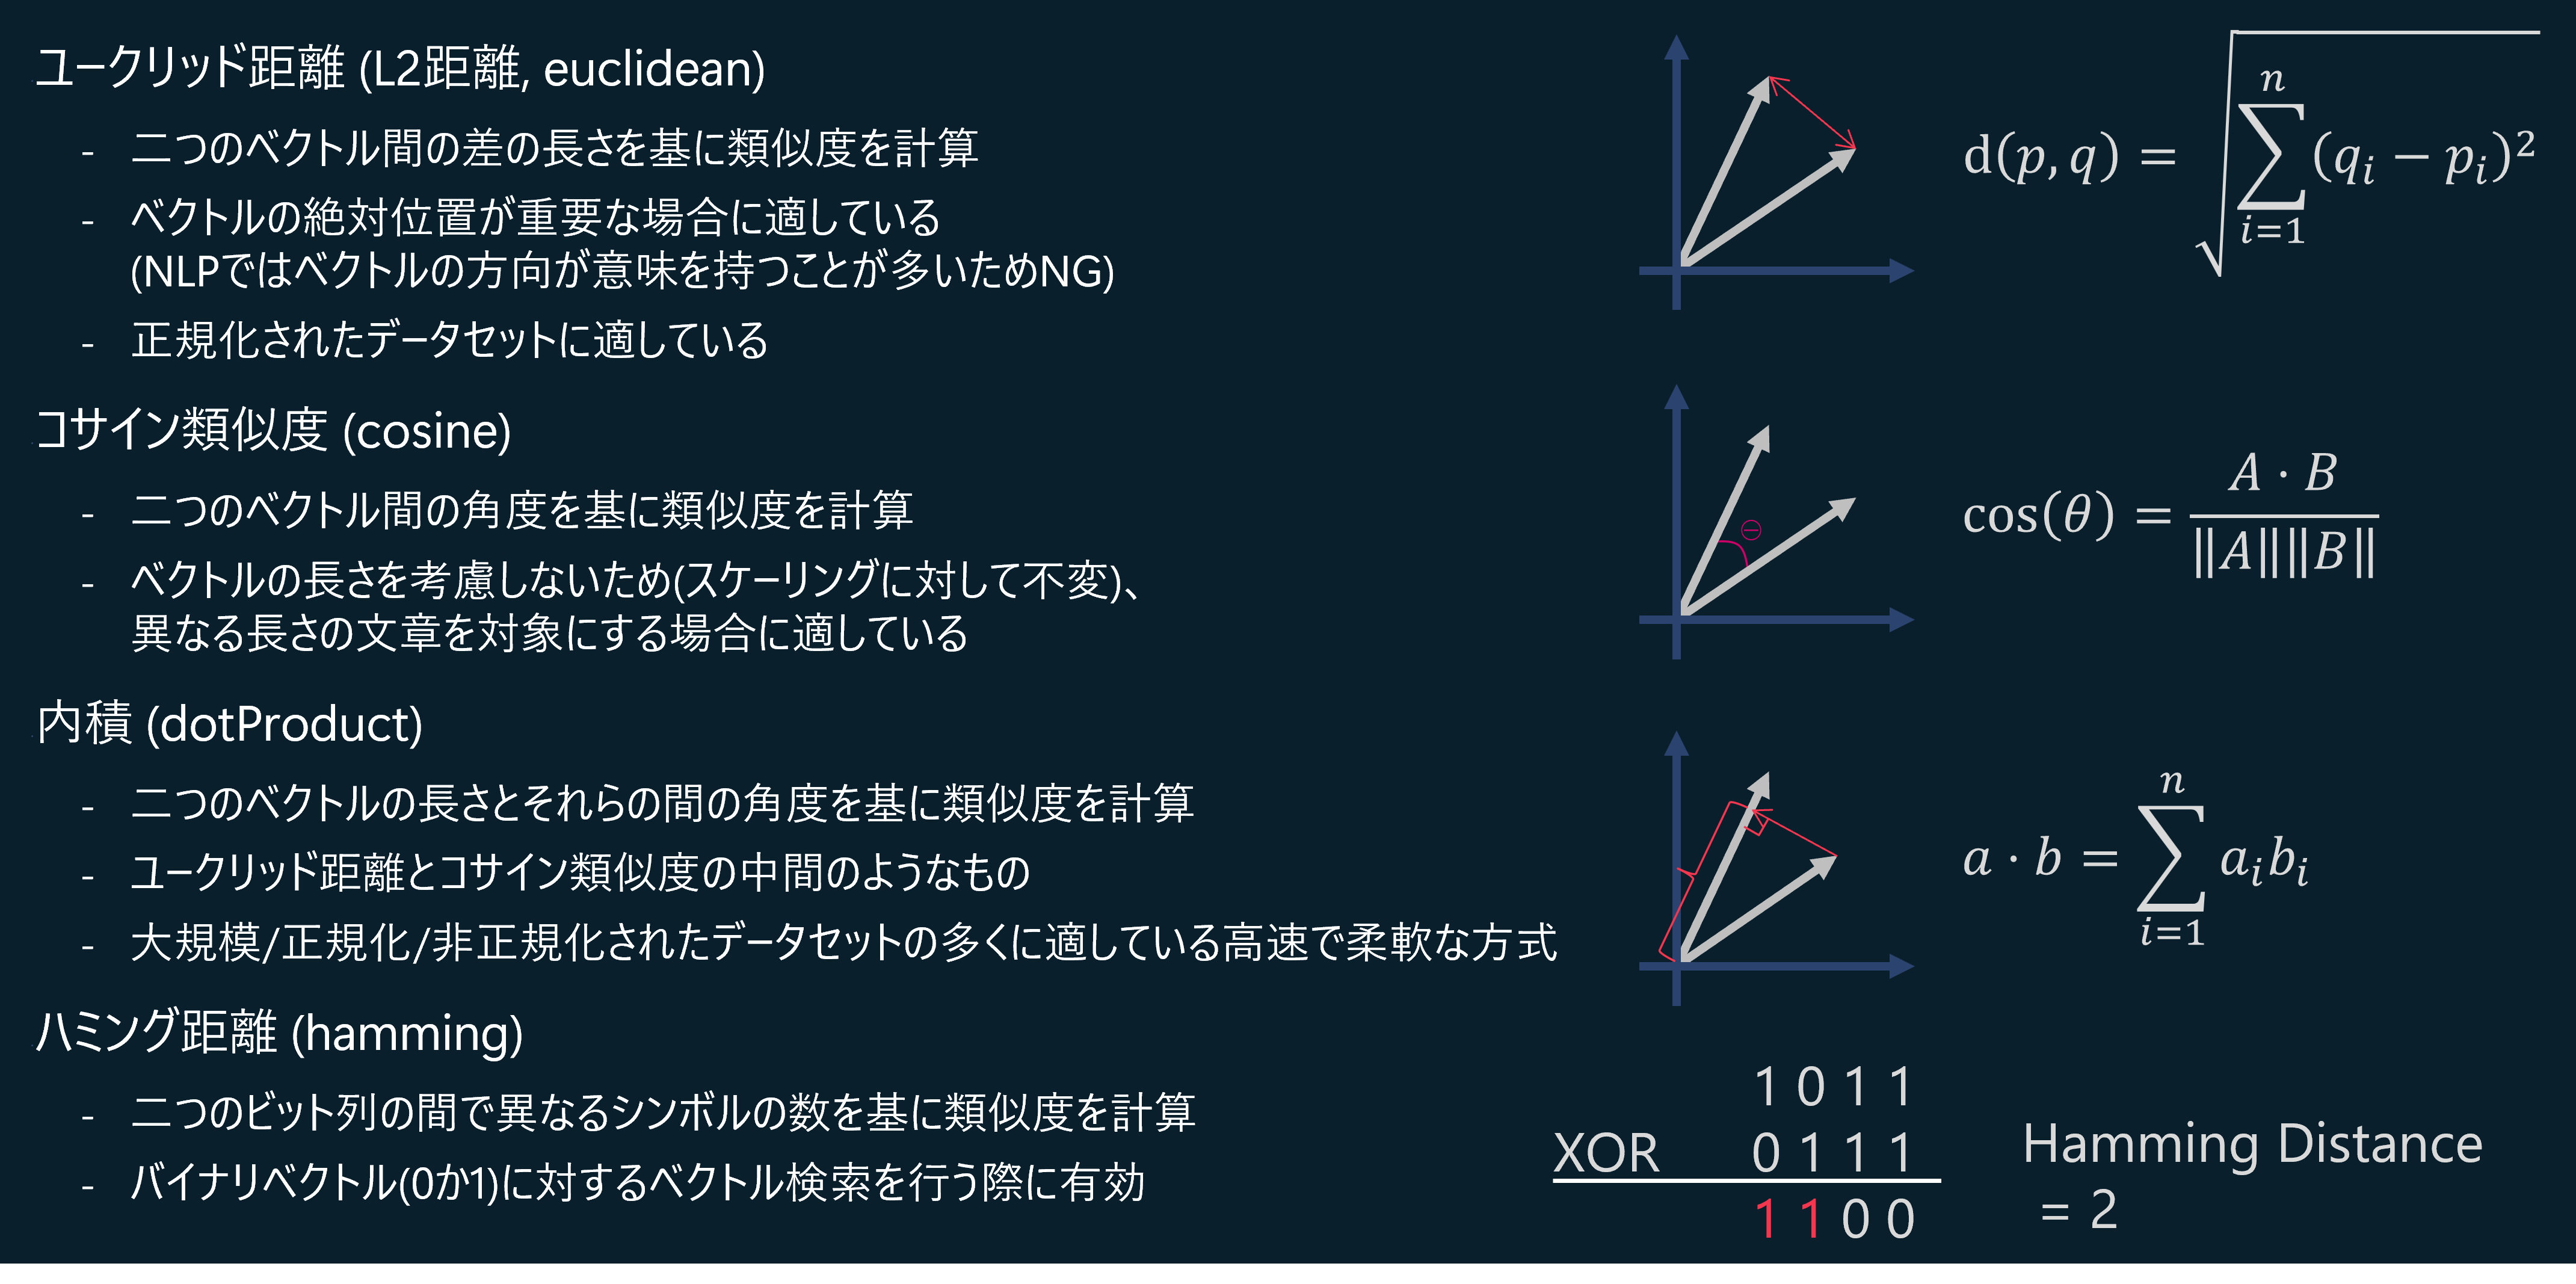 ユークリッド距離 (L2距離, euclidean)
- 二つのベクトル間の差の長さを基に類似度を計算
- ベクトルの絶対位置が重要な場合に適している
(NLPではベクトルの方向が意味を持つことが多いためNG)
- 正規化されたデータセットに適している
d(p, q) = √∑_{i=1}^{n} (q_i − p_i)²
コサイン類似度 (cosine)
- 二つのベクトル間の角度を基に類似度を計算
- ベクトルの長さを考慮しないため(スケーリングに対して不変)、
異なる長さの文章を対象にする場合に適している
Θ
cos(θ) = A · B / ‖A‖‖B‖
内積 (dotProduct)
- 二つのベクトルの長さとそれらの間の角度を基に類似度を計算
- ユークリッド距離とコサイン類似度の中間のようなもの
- 大規模/正規化/非正規化されたデータセットの多くに適している高速で柔軟な方式
a · b = ∑_{i=1}^{n} a_i b_i
ハミング距離 (hamming)
- 二つのビット列の間で異なるシンボルの数を基に類似度を計算
- バイナリベクトル(0か1)に対するベクトル検索を行う際に有効
1 0 1 1
XOR 0 1 1 1
1 1 0 0
Hamming Distance
= 2